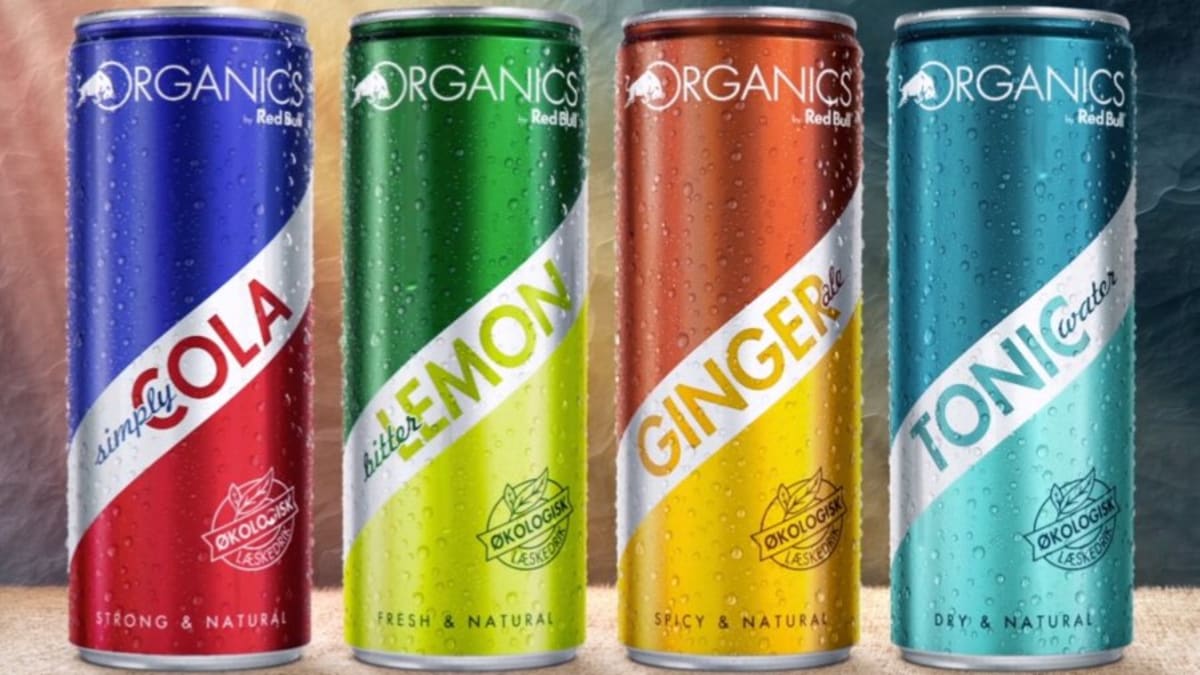 ORGANICS
by Red Bull
simply COLA
ØKOLOGISK
LÆSKEDRIK
STRONG & NATURAL
ORGANICS
by Red Bull
bitter LEMON
ØKOLOGISK
LÆSKEDRIK
FRESH & NATURAL
ORGANICS
by Red Bull
GINGER ale
ØKOLOGISK
LÆSKEDRIK
SPICY & NATURAL
ORGANICS
by Red Bull
TONIC water
ØKOLOGISK
LÆSKEDRIK
DRY & NATURAL